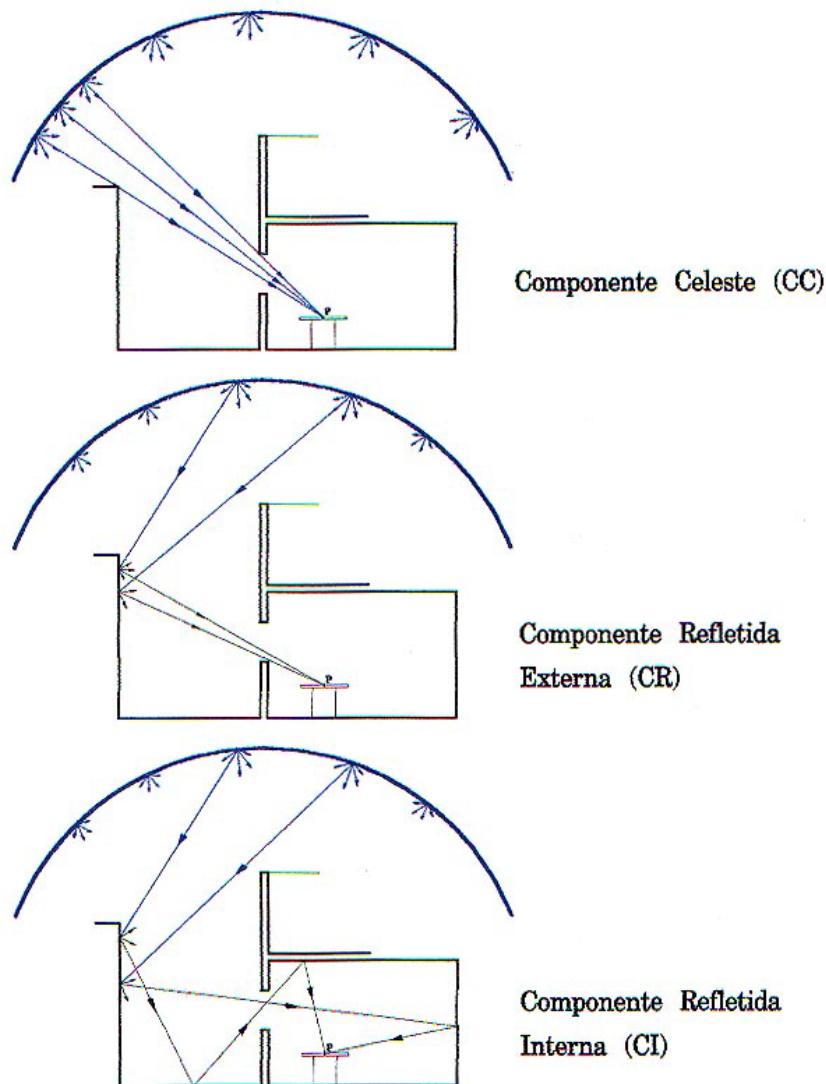 P
Componente Celeste (CC)
P
Componente Refletida
Externa (CR)
P
Componente Refletida
Interna (CI)